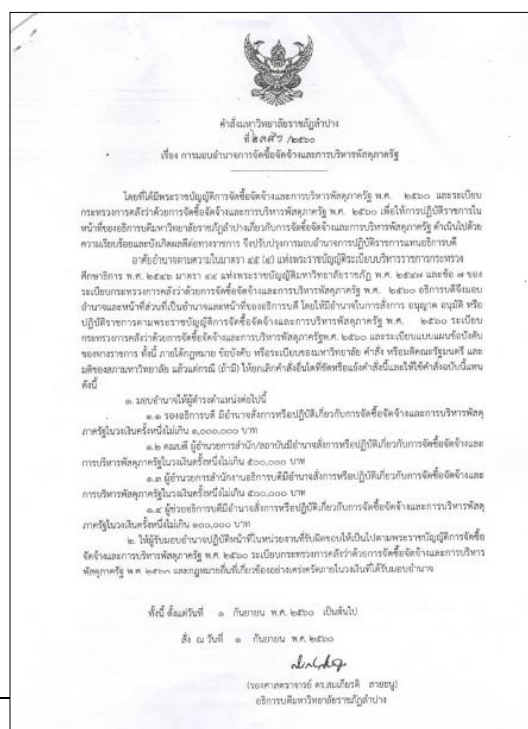 คำสั่งมหาวิทยาลัยราชภัฏลำปาง
ที่ /๒๕๖๐
เรื่อง การมอบอำนาจการจัดซื้อจัดจ้างและการบริหารพัสดุภาครัฐ
โดยที่ได้มีพระราชบัญญัติการจัดซื้อจัดจ้างและการบริหารพัสดุภาครัฐ พ.ศ. ๒๕๖๐ และระเบียบ
กระทรวงการคลังว่าด้วยการจัดซื้อจัดจ้างและการบริหารพัสดุภาครัฐ พ.ศ. ๒๕๖๐ เพื่อให้การปฏิบัติราชการใน
หน้าที่ของอธิการบดีมหาวิทยาลัยราชภัฏลำปางเกี่ยวกับการจัดซื้อจัดจ้างและการบริหารพัสดุภาครัฐ ดำเนินไปด้วย
ความเรียบร้อยและบังเกิดผลดีต่อทางราชการ จึงปรับปรุงการมอบอำนาจการปฏิบัติราชการแทนอธิการบดี
อาศัยอำนาจตามความในมาตรา ๔๕ (๔) แห่งพระราชบัญญัติระเบียบบริหารราชการกระทรวง
ศึกษาธิการ พ.ศ. ๒๕๔๖ มาตรา ๔๔ แห่งพระราชบัญญัติมหาวิทยาลัยราชภัฏ พ.ศ. ๒๕๔๗ และข้อ ๗ ของ
ระเบียบกระทรวงการคลังว่าด้วยการจัดซื้อจัดจ้างและการบริหารพัสดุภาครัฐ พ.ศ. ๒๕๖๐ อธิการบดีจึงมอบ
อำนาจและหน้าที่ส่วนที่เป็นอำนาจและหน้าที่ของอธิการบดี โดยให้มีอำนาจในการสั่งการ อนุญาต อนุมัติ หรือ
ปฏิบัติราชการตามพระราชบัญญัติการจัดซื้อจัดจ้างและการบริหารพัสดุภาครัฐ พ.ศ. ๒๕๖๐ ระเบียบ
กระทรวงการคลังว่าด้วยการจัดซื้อจัดจ้างและการบริหารพัสดุภาครัฐ พ.ศ. ๒๕๖๐ และระเบียบแบบแผนข้อบังคับ
ของทางราชการ ทั้งนี้ ภายใต้กฎหมาย ข้อบังคับ หรือระเบียบของมหาวิทยาลัย คำสั่ง หรือมติคณะรัฐมนตรี และ
มติของสภามหาวิทยาลัย แล้วแต่กรณี (ถ้ามี) ให้ยกเลิกคำสั่งอื่นใดที่ขัดหรือแย้งคำสั่งนี้และให้ใช้คำสั่งฉบับนี้แทน
ดังนี้
๑. มอบอำนาจให้ผู้ดำรงตำแหน่งต่อไปนี้
๑.๑ รองอธิการบดี มีอำนาจสั่งการหรือปฏิบัติเกี่ยวกับการจัดซื้อจัดจ้างและการบริหารพัสดุ
ภาครัฐในวงเงินครั้งหนึ่งไม่เกิน ๑,๐๐๐,๐๐๐ บาท
๑.๒ คณบดี ผู้อำนวยการสำนัก/สถาบันมีอำนาจสั่งการหรือปฏิบัติเกี่ยวกับการจัดซื้อจัดจ้างและ
การบริหารพัสดุภาครัฐในวงเงินครั้งหนึ่งไม่เกิน ๕๐๐,๐๐๐ บาท
๑.๓ ผู้อำนวยการสำนักงานอธิการบดีมีอำนาจสั่งการหรือปฏิบัติเกี่ยวกับการจัดซื้อจัดจ้างและ
การบริหารพัสดุภาครัฐในวงเงินครั้งหนึ่งไม่เกิน ๕๐๐,๐๐๐ บาท
๑.๔ ผู้ช่วยอธิการบดีมีอำนาจสั่งการหรือปฏิบัติเกี่ยวกับการจัดซื้อจัดจ้างและการบริหารพัสดุ
ภาครัฐในวงเงินครั้งหนึ่งไม่เกิน ๑๐๐,๐๐๐ บาท
๒. ให้ผู้รับมอบอำนาจปฏิบัติหน้าที่ในหน่วยงานที่รับผิดชอบให้เป็นไปตามพระราชบัญญัติการจัดซื้อ
จัดจ้างและการบริหารพัสดุภาครัฐ พ.ศ. ๒๕๖๐ ระเบียบกระทรวงการคลังว่าด้วยการจัดซื้อจัดจ้างและการบริหาร
พัสดุภาครัฐ พ.ศ. ๒๕๖๐ และกฎหมายอื่นที่เกี่ยวข้องอย่างเคร่งครัดภายในวงเงินที่ได้รับมอบอำนาจ
ทั้งนี้ ตั้งแต่วันที่ ๑ กันยายน พ.ศ. ๒๕๖๐ เป็นต้นไป
สั่ง ณ วันที่ ๑ กันยายน พ.ศ. ๒๕๖๐
(รองศาสตราจารย์ ดร.สมเกียรติ สายธนู)
อธิการบดีมหาวิทยาลัยราชภัฏลำปาง